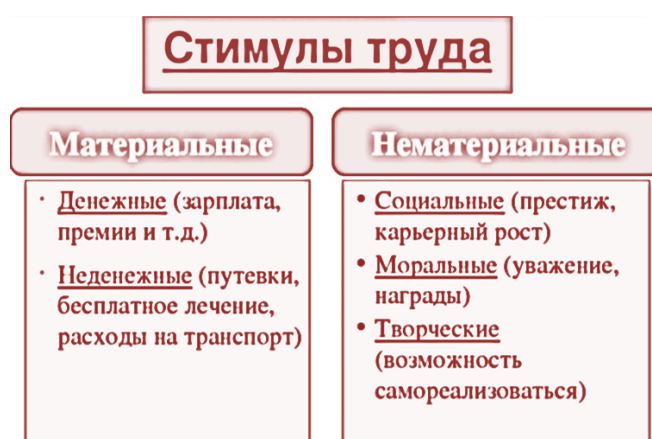 Стимулы труда
Материальные
· Денежные (зарплата,
премии и т.д.)
· Неденежные (путевки,
бесплатное лечение,
расходы на транспорт)
Нематериальные
• Социальные (престиж,
карьерный рост)
• Моральные (уважение,
награды)
• Творческие
(возможность
самореализоваться)